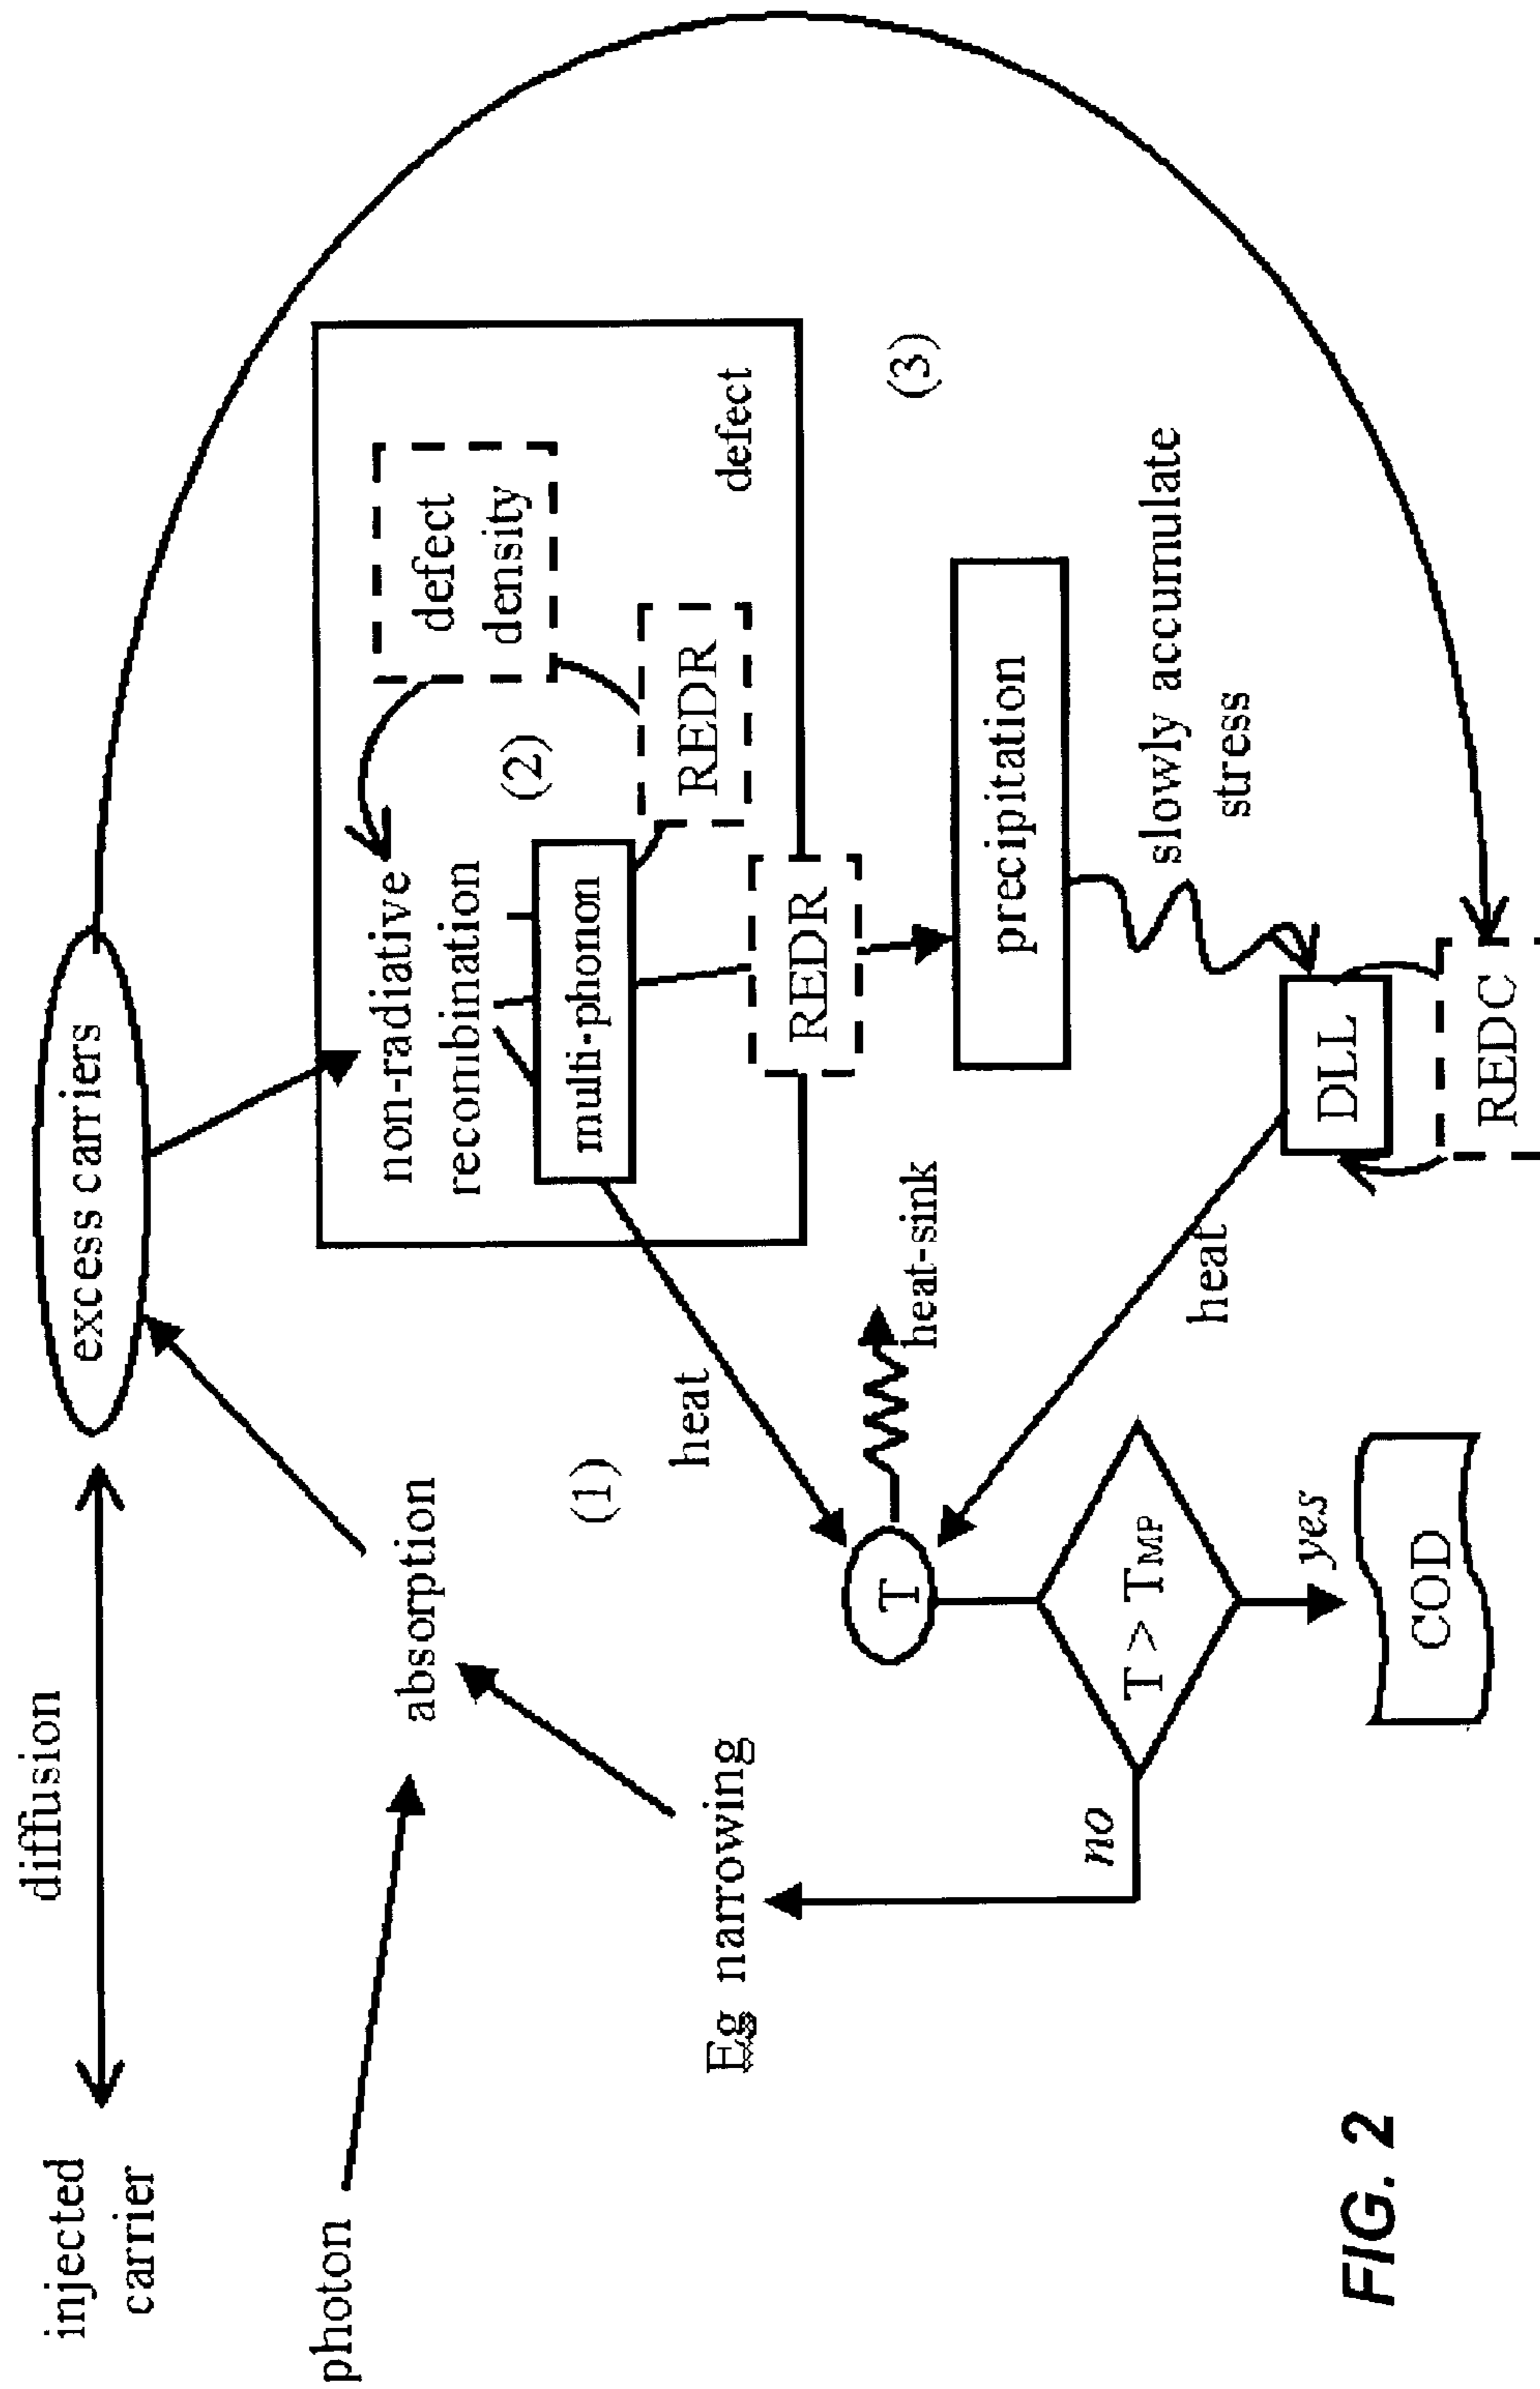 injected
carrier
diffusion
excess carriers
photon
absorption
Eg narrowing
(1)
non-radiative
recombination
multi-phonon
(2)
defect
density
REDR
defect
REDR
(3)
heat
T
heat-sink
precipitation
slowly accumulate
stress
heat
DLL
REDC
T > TMP
no
yes
COD
FIG. 2